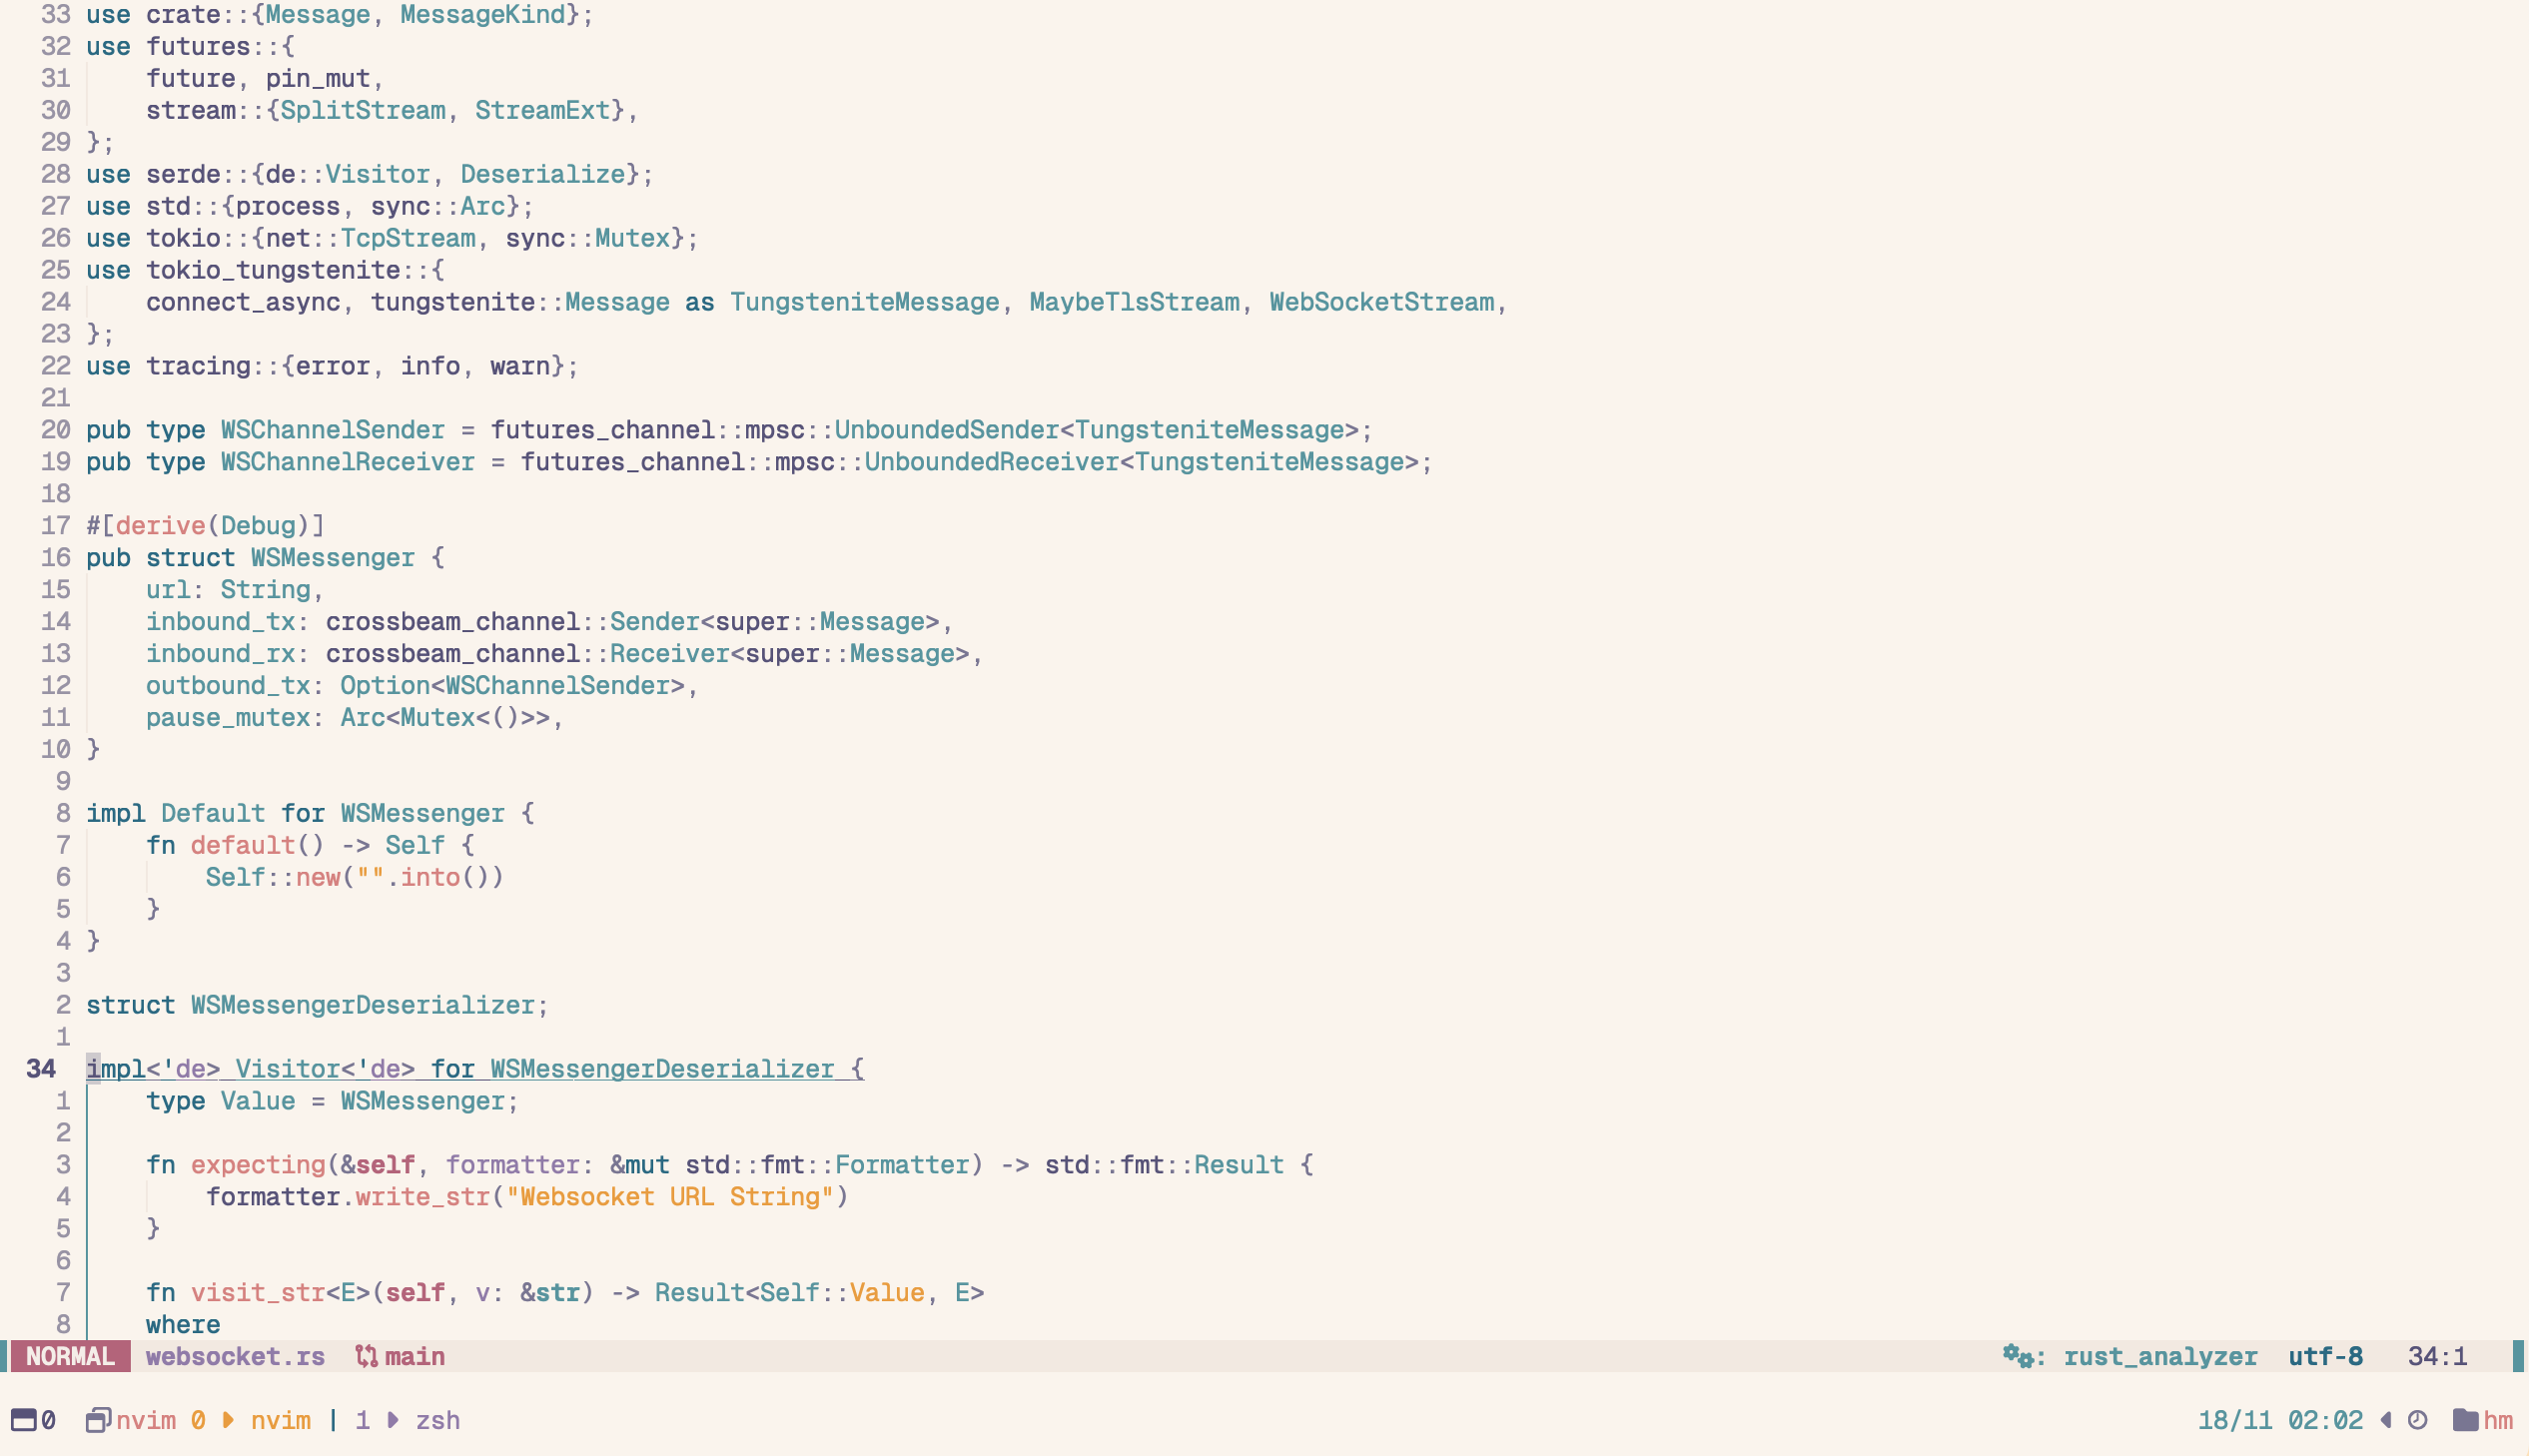 33 use crate::{Message, MessageKind};
32 use futures::{
31     future, pin_mut,
30     stream::{SplitStream, StreamExt},
29 };
28 use serde::{de::Visitor, Deserialize};
27 use std::{process, sync::Arc};
26 use tokio::{net::TcpStream, sync::Mutex};
25 use tokio_tungstenite::{
24     connect_async, tungstenite::Message as TungsteniteMessage, MaybeTlsStream, WebSocketStream,
23 };
22 use tracing::{error, info, warn};
21
20 pub type WSChannelSender = futures_channel::mpsc::UnboundedSender<TungsteniteMessage>;
19 pub type WSChannelReceiver = futures_channel::mpsc::UnboundedReceiver<TungsteniteMessage>;
18
17 #[derive(Debug)]
16 pub struct WSMessenger {
15     url: String,
14     inbound_tx: crossbeam_channel::Sender<super::Message>,
13     inbound_rx: crossbeam_channel::Receiver<super::Message>,
12     outbound_tx: Option<WSChannelSender>,
11     pause_mutex: Arc<Mutex<()>>,
10 }
9
8 impl Default for WSMessenger {
7     fn default() -> Self {
6         Self::new("".into())
5     }
4 }
3
2 struct WSMessengerDeserializer;
1
34 impl<'de> Visitor<'de> for WSMessengerDeserializer {
1     type Value = WSMessenger;
2
3     fn expecting(&self, formatter: &mut std::fmt::Formatter) -> std::fmt::Result {
4         formatter.write_str("Websocket URL String")
5     }
6
7     fn visit_str<E>(self, v: &str) -> Result<Self::Value, E>
8     where
NORMAL websocket.rs main : rust_analyzer utf-8 34:1
0 nvim 0 nvim | 1 zsh 18/11 02:02 hm